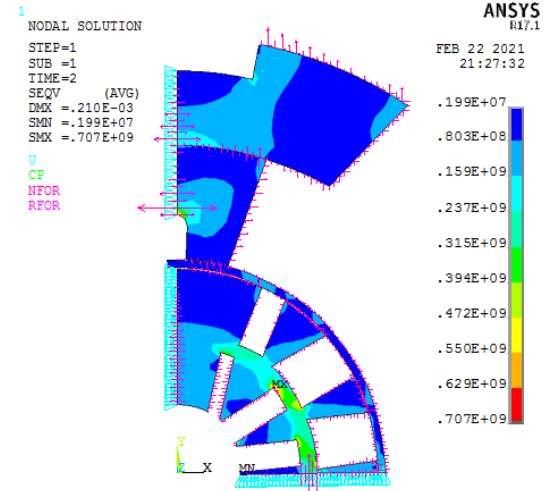 1
NODAL SOLUTION
STEP=1
SUB =1
TIME=2
SEQV (AVG)
DMX =.210E-03
SMN =.199E+07
SMX =.707E+09
U
CP
NFOR
RFOR
ANSYS
R17.1
FEB 22 2021
21:27:32
.199E+07
.803E+08
.159E+09
.237E+09
.315E+09
.394E+09
.472E+09
.550E+09
.629E+09
.707E+09
MX
Y
Z X
MN